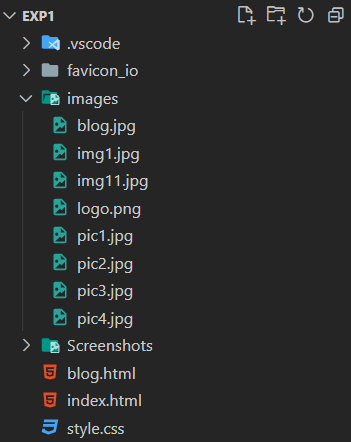 EXP1
.vscode
favicon_io
images
blog.jpg
img1.jpg
img11.jpg
logo.png
pic1.jpg
pic2.jpg
pic3.jpg
pic4.jpg
Screenshots
blog.html
index.html
style.css